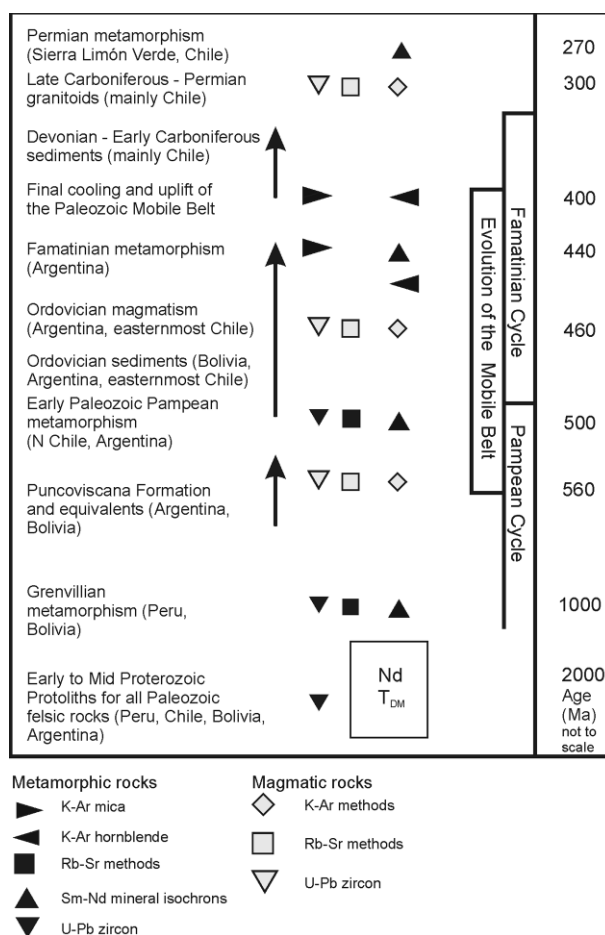 Permian metamorphism
(Sierra Limón Verde, Chile)
270
Late Carboniferous - Permian
granitoids (mainly Chile)
300
Devonian - Early Carboniferous
sediments (mainly Chile)
Final cooling and uplift of
the Paleozoic Mobile Belt
400
Famatinian metamorphism
(Argentina)
440
Ordovician magmatism
(Argentina, easternmost Chile)
460
Ordovician sediments (Bolivia,
Argentina, easternmost Chile)
Early Paleozoic Pampean
metamorphism
(N Chile, Argentina)
500
Puncoviscana Formation
and equivalents (Argentina,
Bolivia)
560
Grenvillian
metamorphism (Peru,
Bolivia)
1000
Early to Mid Proterozoic
Protoliths for all Paleozoic
felsic rocks (Peru, Chile, Bolivia,
Argentina)
Nd
TDM
2000
Age
(Ma)
not to
scale
Evolution of the Mobile Belt
Famatinian Cycle
Pampean Cycle
Metamorphic rocks
K-Ar mica
K-Ar hornblende
Rb-Sr methods
Sm-Nd mineral isochrons
U-Pb zircon
Magmatic rocks
K-Ar methods
Rb-Sr methods
U-Pb zircon